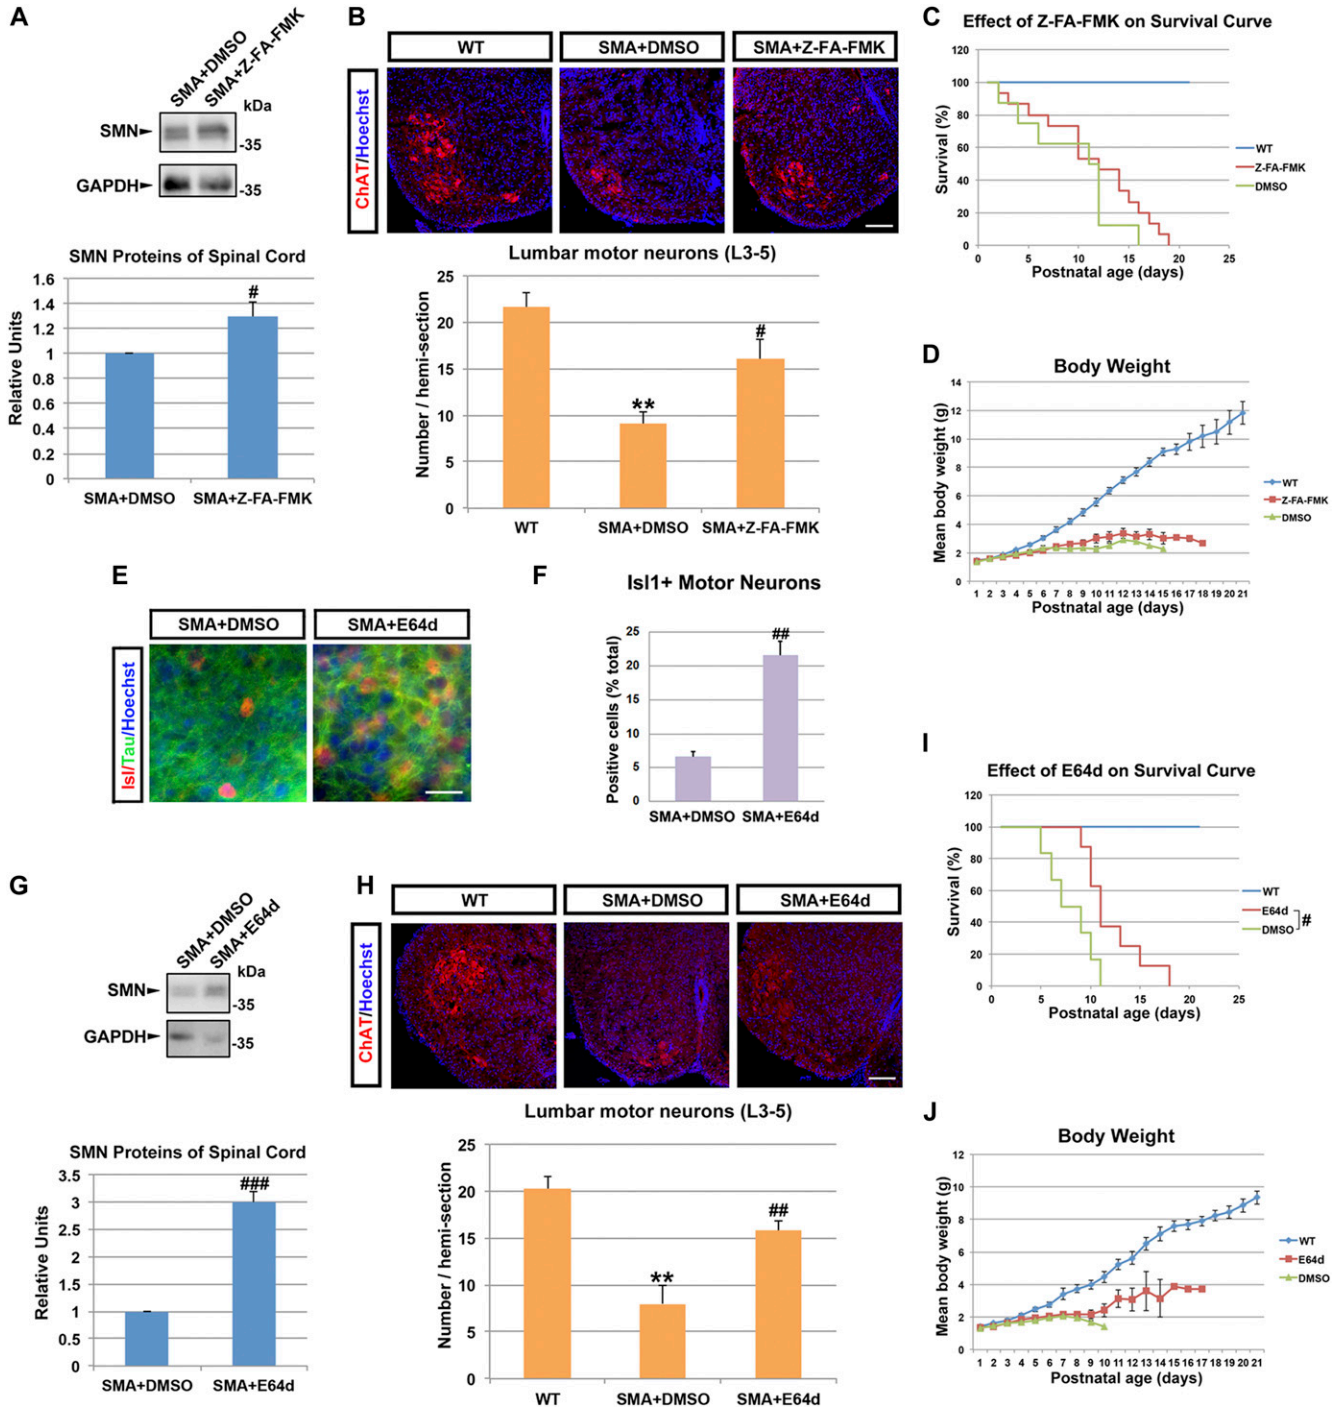 A
SMA+DMSO
SMA+Z-FA-FMK
kDa
SMN
-35
GAPDH
-35
SMN Proteins of Spinal Cord
Relative Units
1.6
1.4
1.2
1
1.8
0.6
0.4
0.2
0
#
SMA+DMSO
SMA+Z-FA-FMK
B
WT
SMA+DMSO
SMA+Z-FA-FMK
ChAT/Hoechst
Lumbar motor neurons (L3-5)
Number / hemi-section
25
20
15
10
5
0
**
#
WT
SMA+DMSO
SMA+Z-FA-FMK
C
Effect of Z-FA-FMK on Survival Curve
Survival (%)
120
100
80
60
40
20
0
0 5 10 15 20 25
Postnatal age (days)
WT
Z-FA-FMK
DMSO
D
Body Weight
Mean body weight (g)
14
12
10
8
6
4
2
0
1 2 3 4 5 6 7 8 9 10 11 12 13 14 15 16 17 18 19 20 21
Postnatal age (days)
WT
Z-FA-FMK
DMSO
E
SMA+DMSO
SMA+E64d
Isl/Tau/Hoechst
F
Isl1+ Motor Neurons
Positive cells (% total)
25
20
15
10
5
0
##
SMA+DMSO
SMA+E64d
G
SMA+DMSO
SMA+E64d
kDa
SMN
-35
GAPDH
-35
SMN Proteins of Spinal Cord
Relative Units
3.5
3
2.5
2
1.5
1
0.5
0
###
SMA+DMSO
SMA+E64d
H
WT
SMA+DMSO
SMA+E64d
ChAT/Hoechst
Lumbar motor neurons (L3-5)
Number / hemi-section
25
20
15
10
5
0
**
##
WT
SMA+DMSO
SMA+E64d
I
Effect of E64d on Survival Curve
Survival (%)
120
100
80
60
40
20
0
0 5 10 15 20 25
Postnatal age (days)
WT
E64d
DMSO
#
J
Body Weight
Mean body weight (g)
12
10
8
6
4
2
0
1 2 3 4 5 6 7 8 9 10 11 12 13 14 15 16 17 18 19 20 21
Postnatal age (days)
WT
E64d
DMSO